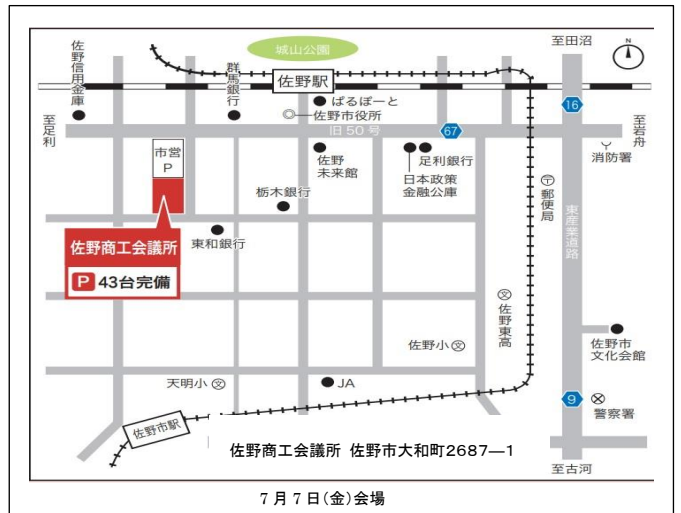 城山公園
至田沼
N
佐野信用金庫
群馬銀行
佐野駅
ぱるぽーと
佐野市役所
旧50号
67
16
至足利
至岩舟
消防署
市営
P
佐野
未来館
足利銀行
日本政策
金融公庫
〒郵便局
栃木銀行
東和銀行
東産業道路
佐野商工会議所
P 43台完備
文佐野東高
佐野小文
佐野市
文化会館
天明小文
JA
9
警察署
佐野市駅
佐野商工会議所 佐野市大和町2687―1
至古河
7月7日(金)会場